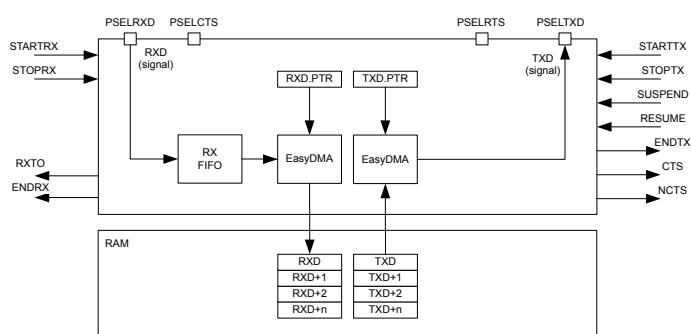 PSELRXD
PSELCTS
PSELRTS
PSELTXD
STARTRX
STOPRX
RXD
(signal)
RXD.PTR
TXD.PTR
TXD
(signal)
STARTTX
STOPTX
SUSPEND
RESUME
RX
FIFO
EasyDMA
EasyDMA
RXTO
ENDRX
ENDTX
CTS
NCTS
RAM
RXD
RXD+1
RXD+2
RXD+n
TXD
TXD+1
TXD+2
TXD+n